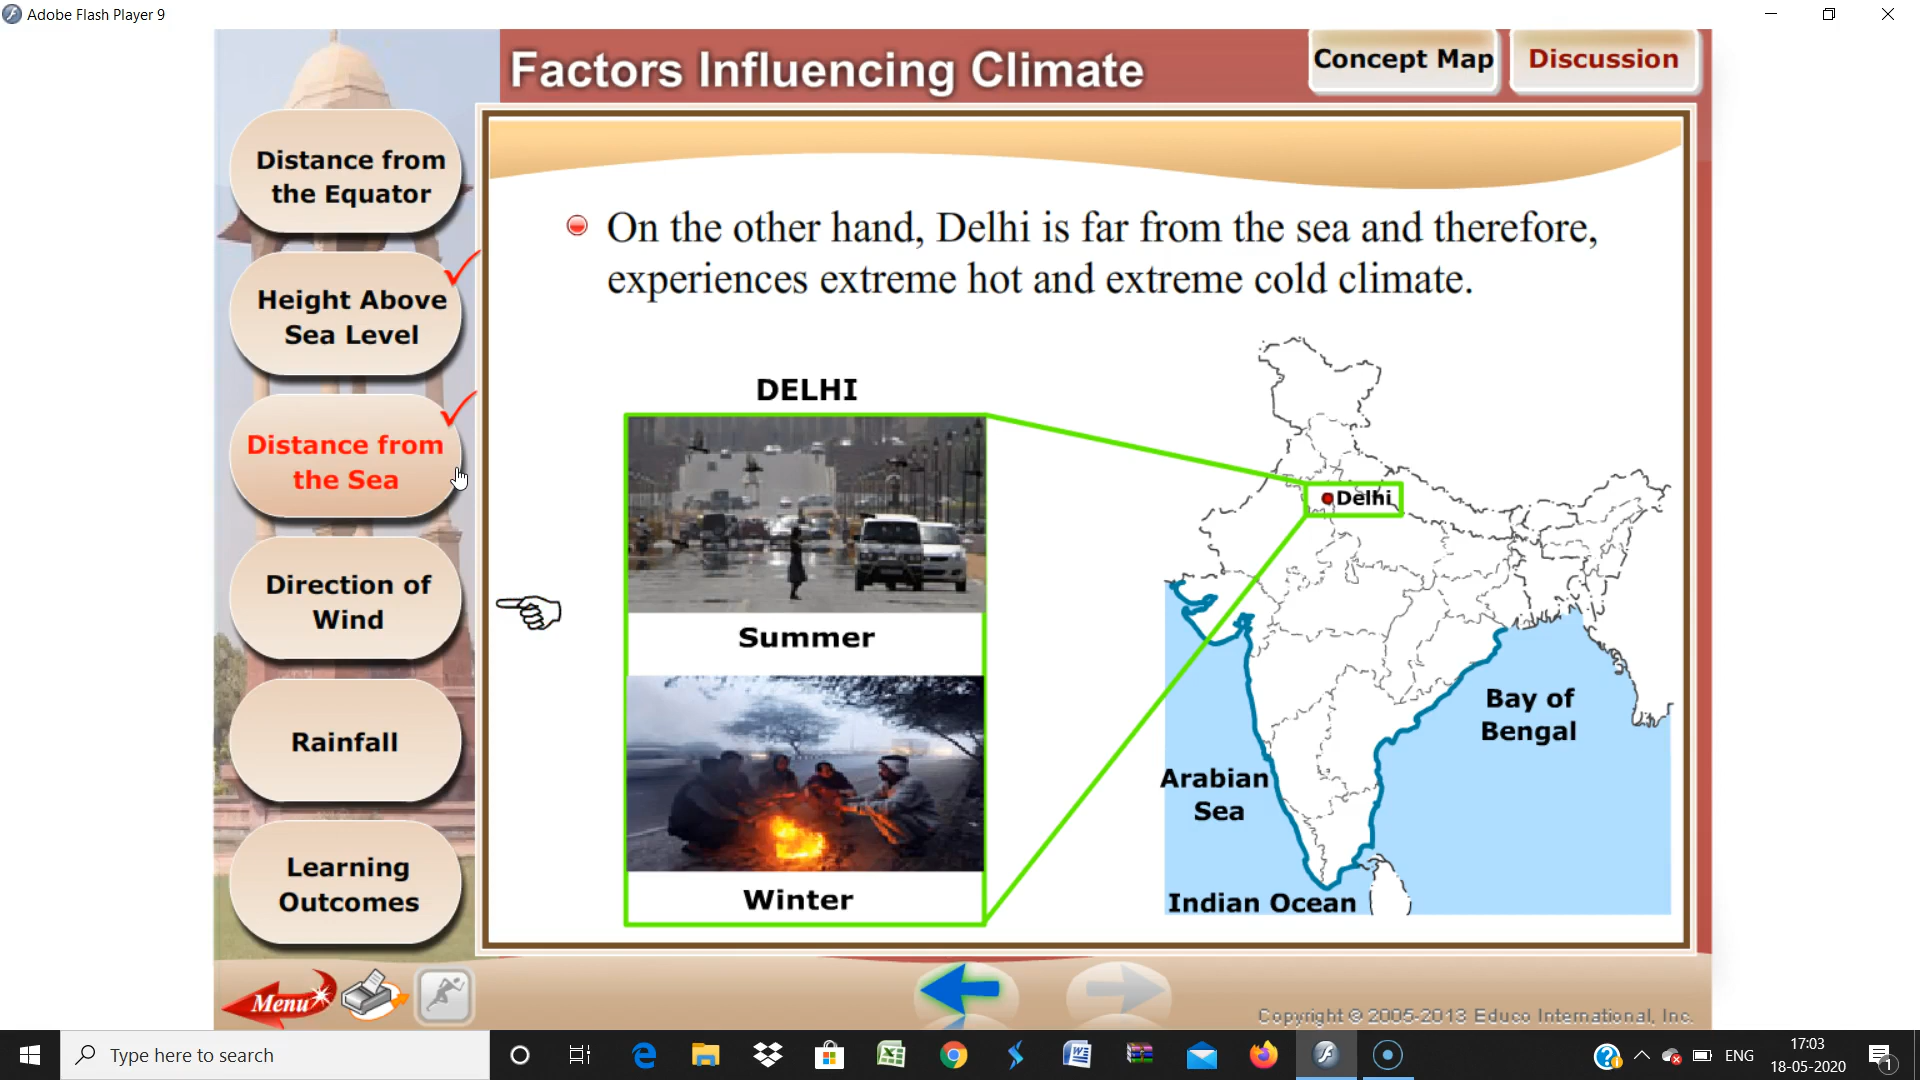 Adobe Flash Player 9
Factors Influencing Climate
Concept Map
Discussion
Distance from
the Equator
Height Above
Sea Level
Distance from
the Sea
Direction of
Wind
Rainfall
Learning
Outcomes
On the other hand, Delhi is far from the sea and therefore,
experiences extreme hot and extreme cold climate.
DELHI
Summer
Winter
Delhi
Bay of
Bengal
Arabian
Sea
Indian Ocean
Menu
Copyright © 2005-2013 Educo International, Inc.
Type here to search
ENG
17:03
18-05-2020
1